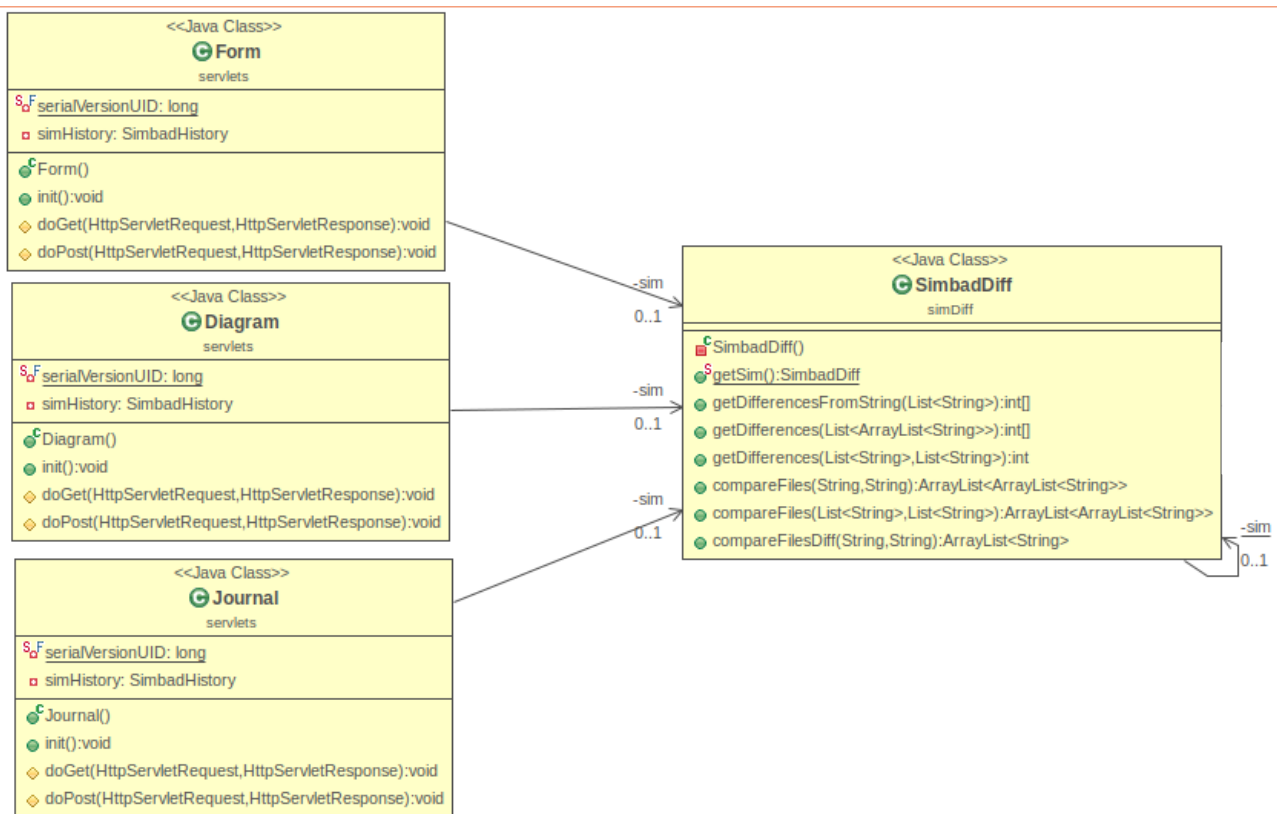 <<Java Class>>
Form
servlets
serialVersionUID: long
simHistory: SimbadHistory
Form()
init():void
doGet(HttpServletRequest,HttpServletResponse):void
doPost(HttpServletRequest,HttpServletResponse):void
<<Java Class>>
Diagram
servlets
serialVersionUID: long
simHistory: SimbadHistory
Diagram()
init():void
doGet(HttpServletRequest,HttpServletResponse):void
doPost(HttpServletRequest,HttpServletResponse):void
<<Java Class>>
Journal
servlets
serialVersionUID: long
simHistory: SimbadHistory
Journal()
init():void
doGet(HttpServletRequest,HttpServletResponse):void
doPost(HttpServletRequest,HttpServletResponse):void
-sim
0..1
-sim
0..1
-sim
0..1
<<Java Class>>
SimbadDiff
simDiff
SimbadDiff()
getSim():SimbadDiff
getDifferencesFromString(List<String>):int[]
getDifferences(List<ArrayList<String>>):int[]
getDifferences(List<String>,List<String>):int
compareFiles(String,String):ArrayList<ArrayList<String>>
compareFiles(List<String>,List<String>):ArrayList<ArrayList<String>>
compareFilesDiff(String,String):ArrayList<String>
-sim
0..1